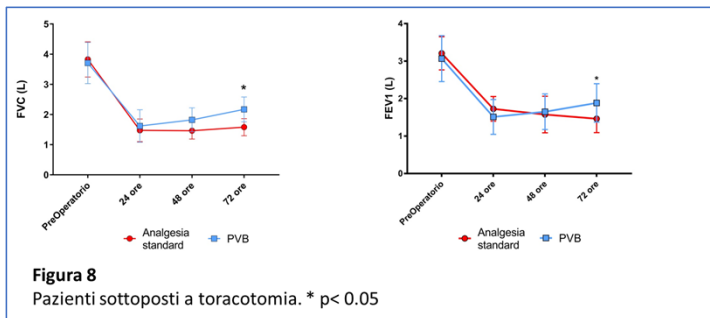 FVC (L)
5
4
3
2
1
0
*
PreOperatorio
24 ore
48 ore
72 ore
Analgesia
standard
PVB
FEV1 (L)
4
3
2
1
0
*
PreOperatorio
24 ore
48 ore
72 ore
Analgesia
standard
PVB
Figura 8
Pazienti sottoposti a toracotomia. * p< 0.05